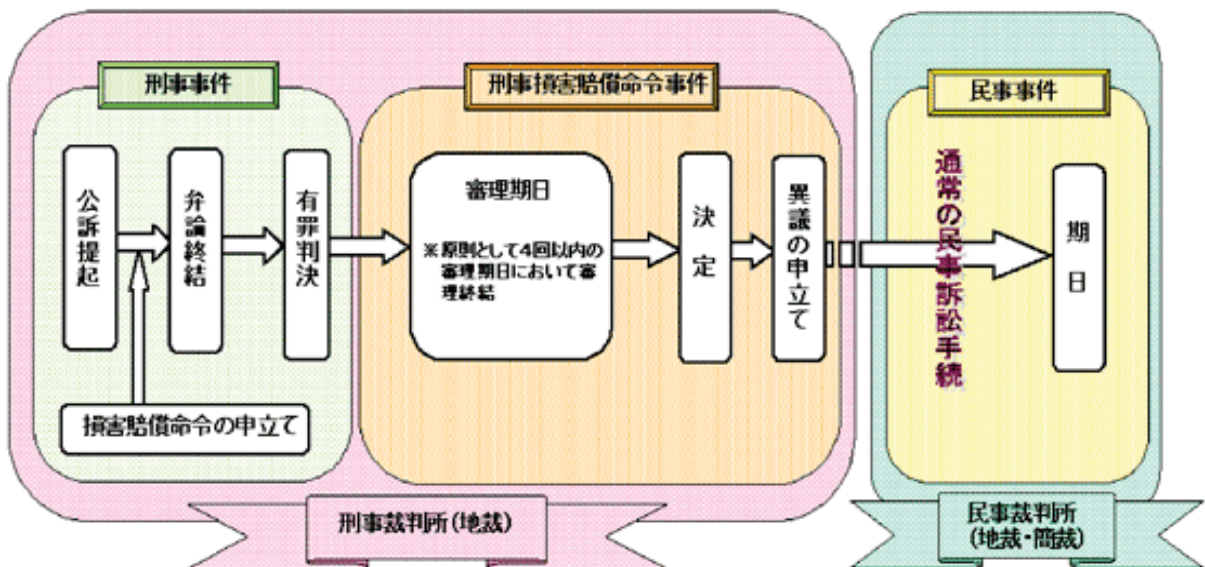 刑事事件
刑事損害賠償命令事件
民事事件
公訴提起
弁論終結
有罪判決
審理期日
※原則として4回以内の
審理期日において審
理終結
決定
異議の申立て
通常の民事訴訟手続
期日
損害賠償命令の申立て
刑事裁判所(地裁)
民事裁判所
(地裁・簡裁)